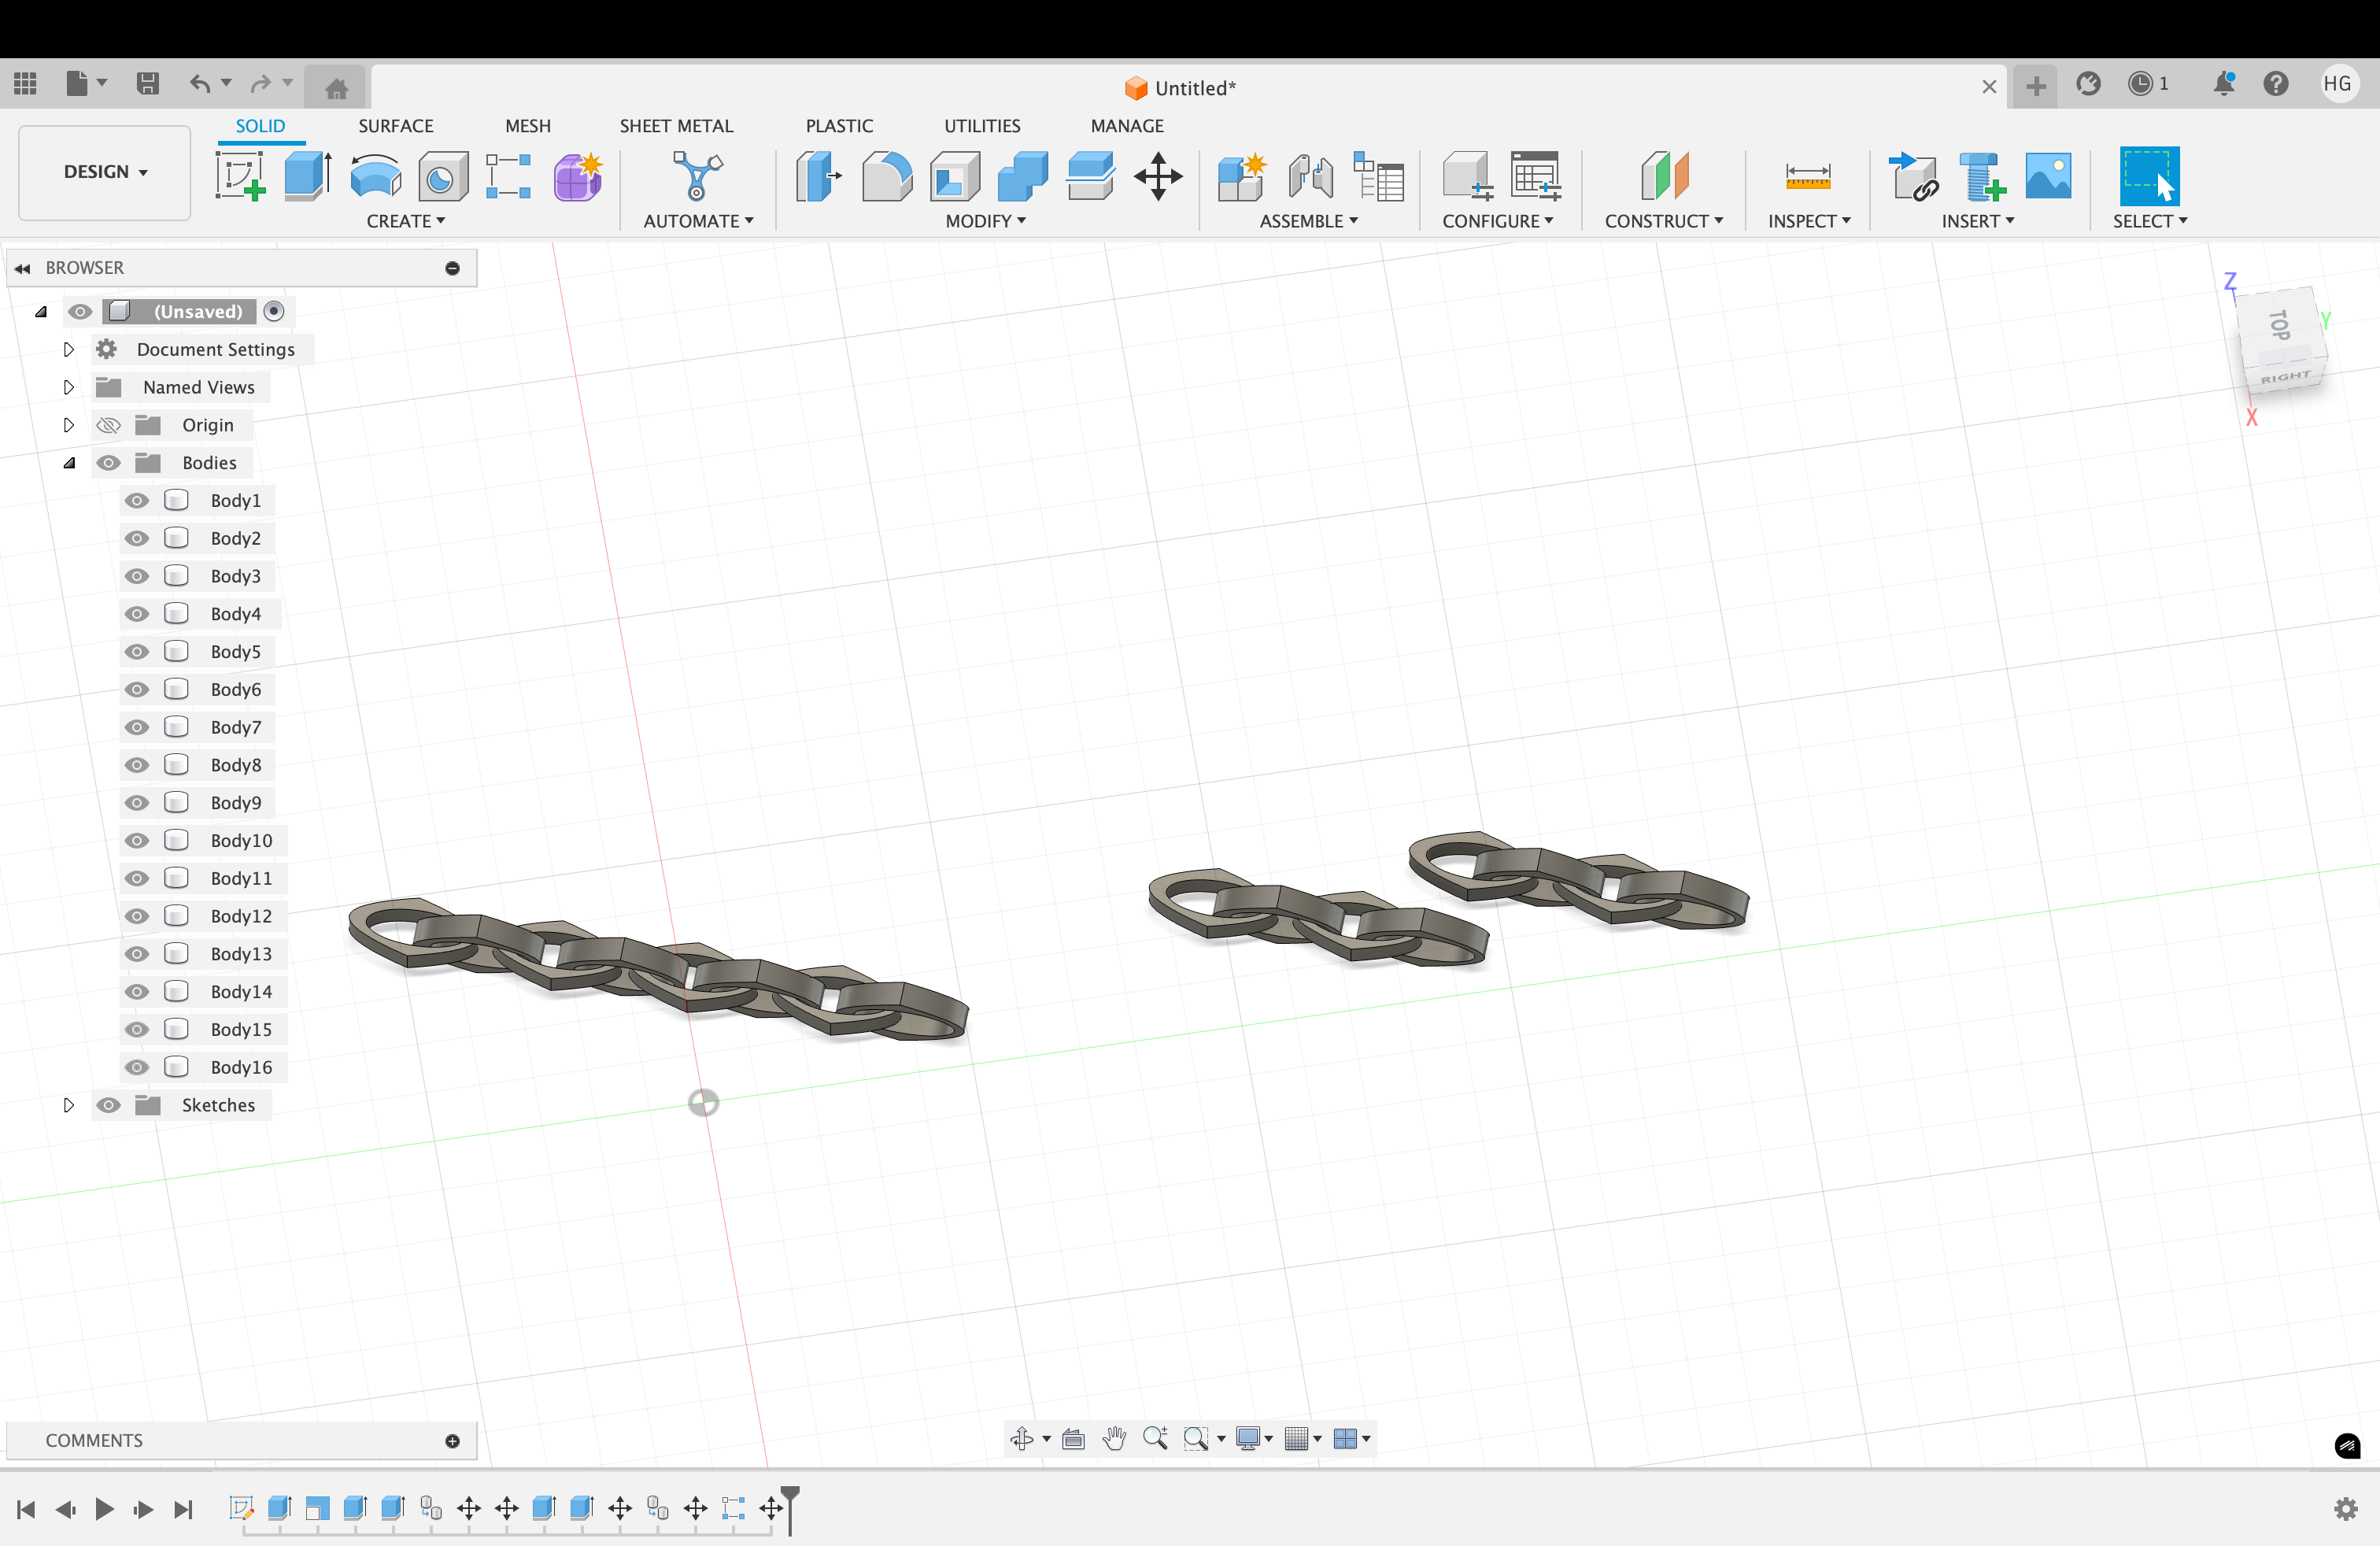 Untitled*
1
HG
SOLID SURFACE MESH SHEET METAL PLASTIC UTILITIES MANAGE
DESIGN
CREATE AUTOMATE MODIFY ASSEMBLE CONFIGURE CONSTRUCT INSPECT INSERT SELECT
BROWSER
(Unsaved)
Document Settings
Named Views
Origin
Bodies
Body1
Body2
Body3
Body4
Body5
Body6
Body7
Body8
Body9
Body10
Body11
Body12
Body13
Body14
Body15
Body16
Sketches
Z
TOP
Y
RIGHT
X
COMMENTS